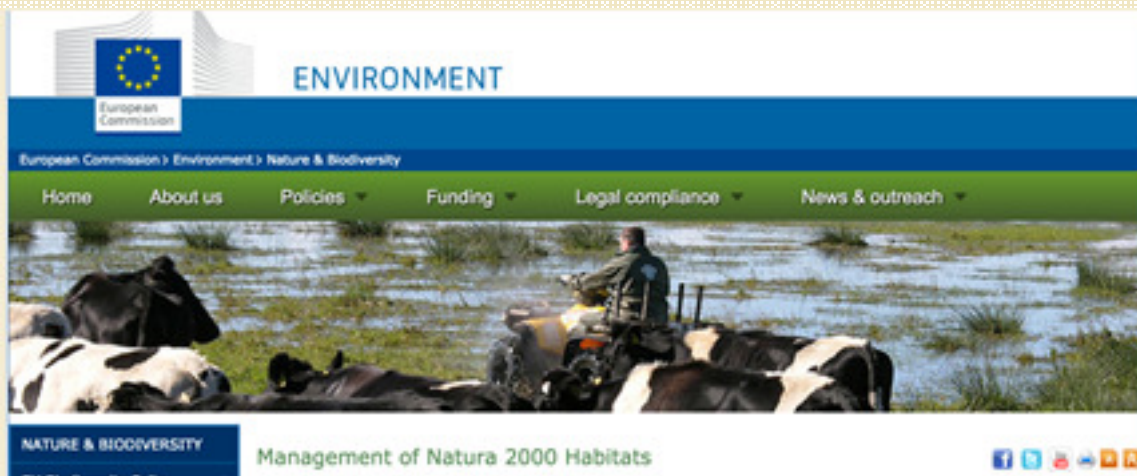 ENVIRONMENT
European
Commission
European Commission > Environment > Nature & Biodiversity
Home About us Policies Funding Legal compliance News & outreach
NATURE & BIODIVERSITY
Management of Natura 2000 Habitats